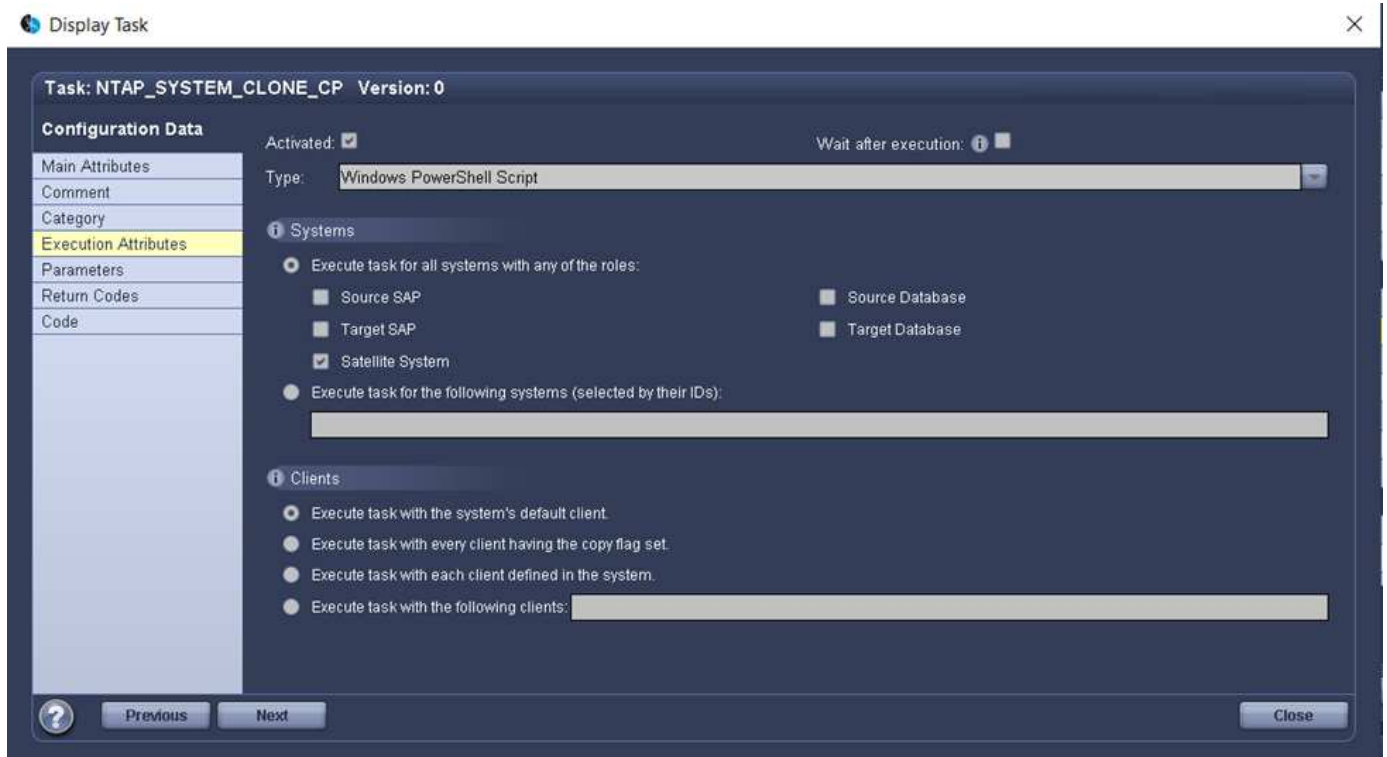 Display Task
Task: NTAP_SYSTEM_CLONE_CP Version: 0
Configuration Data
Main Attributes
Comment
Category
Execution Attributes
Parameters
Return Codes
Code
Activated:
Wait after execution:
Type: Windows PowerShell Script
Systems
Execute task for all systems with any of the roles:
Source SAP
Source Database
Target SAP
Target Database
Satellite System
Execute task for the following systems (selected by their IDs):
Clients
Execute task with the system's default client.
Execute task with every client having the copy flag set.
Execute task with each client defined in the system.
Execute task with the following clients:
Previous
Next
Close